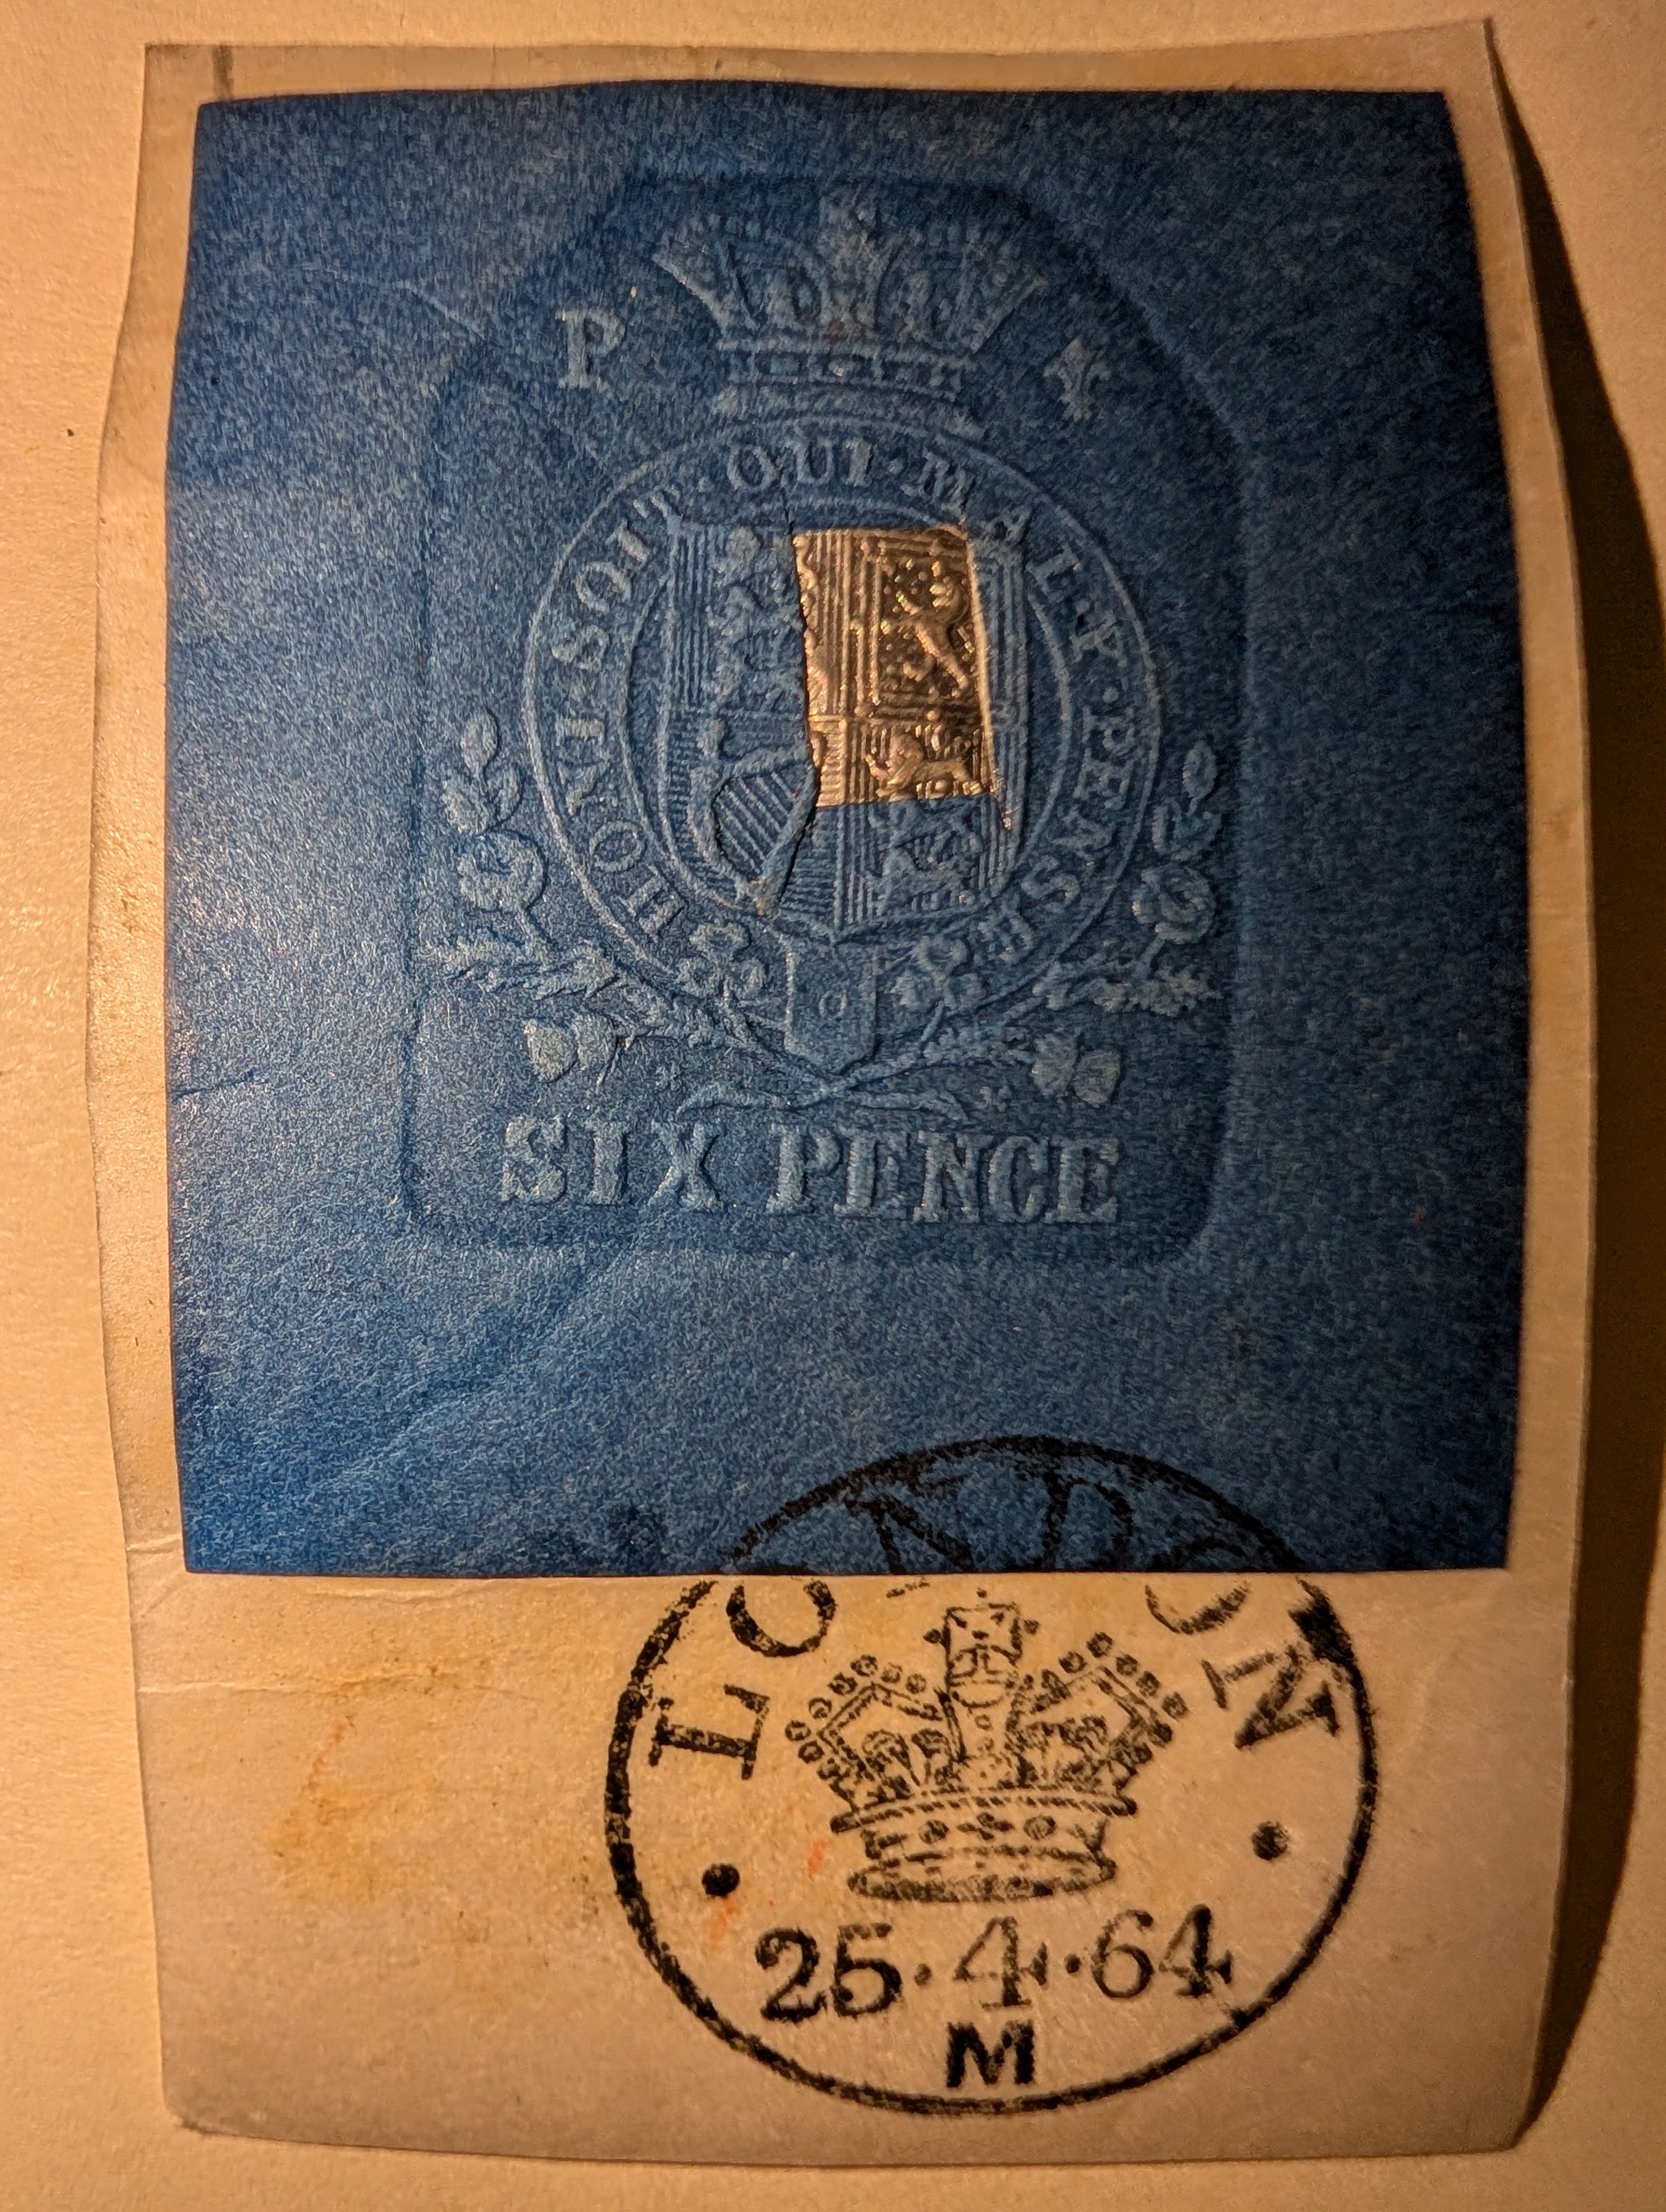 P
HONI·SOIT·QUI·MAL·Y·PENSE
SIX PENCE
LONDON
25·4·64
M